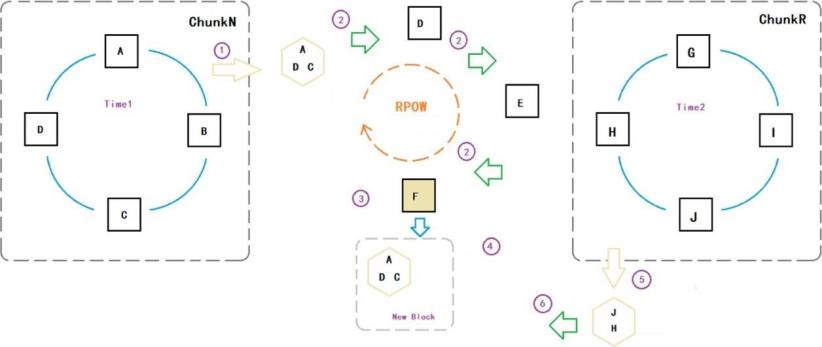 ChunkN
A
Time1
D
B
C
①
A
D C
②
D
②
E
RPOW
②
③
F
④
A
D C
New Block
ChunkR
G
Time2
H
I
J
⑤
J
H
⑥